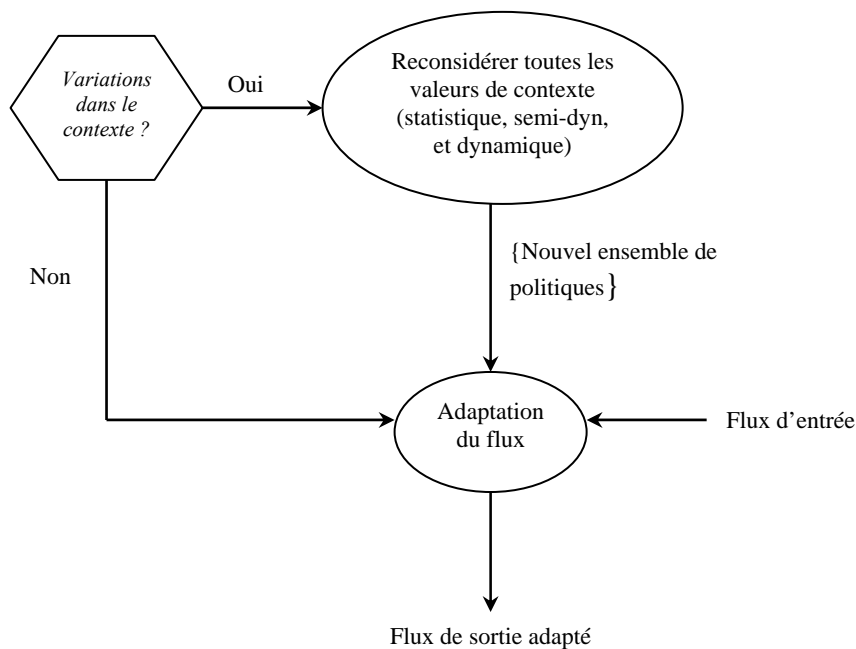 Variations
dans le
contexte ?
Oui
Reconsidérer toutes les
valeurs de contexte
(statistique, semi-dyn,
et dynamique)
Non
{Nouvel ensemble de
politiques}
Adaptation
du flux
Flux d’entrée
Flux de sortie adapté